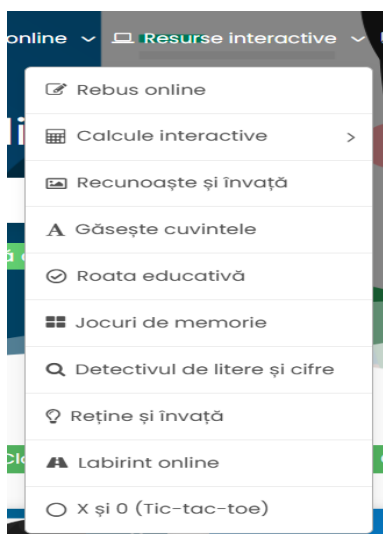 online Resurse interactive
Rebus online
Calcule interactive
Recunoaște și învață
Găsește cuvintele
Roata educativă
Jocuri de memorie
Detectivul de litere și cifre
Reține și învață
Labirint online
X și 0 (Tic-tac-toe)